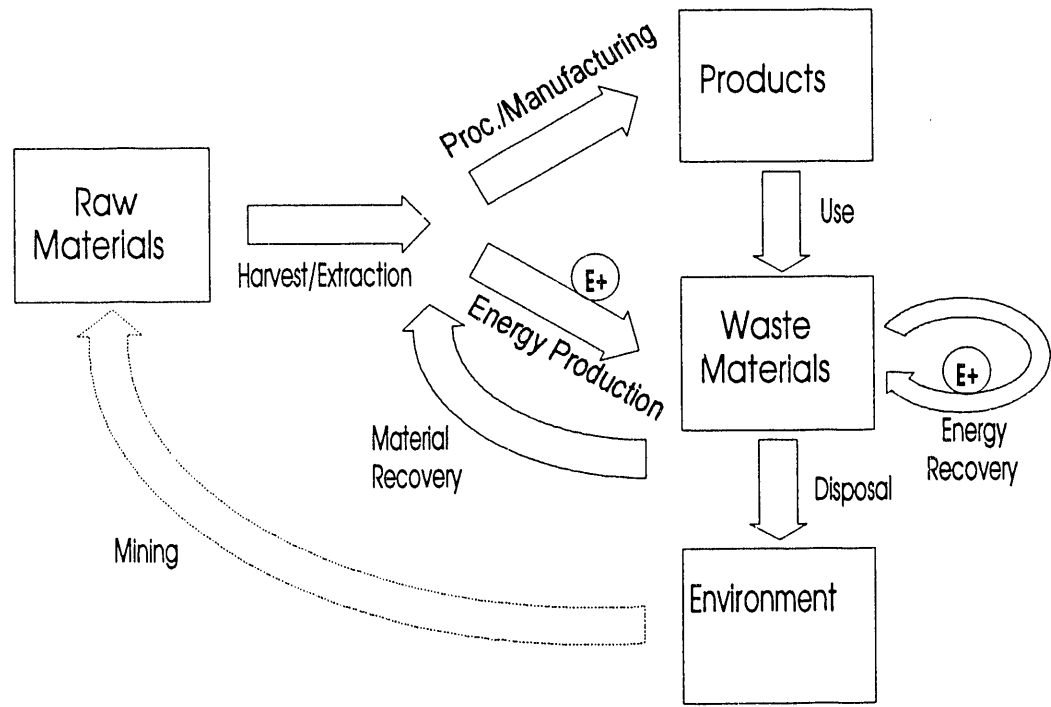 Proc./Manufacturing
Products
Raw
Materials
Use
Harvest/Extraction
E+
Energy Production
Waste
Materials
E+
Material
Recovery
Energy
Recovery
Disposal
Mining
Environment